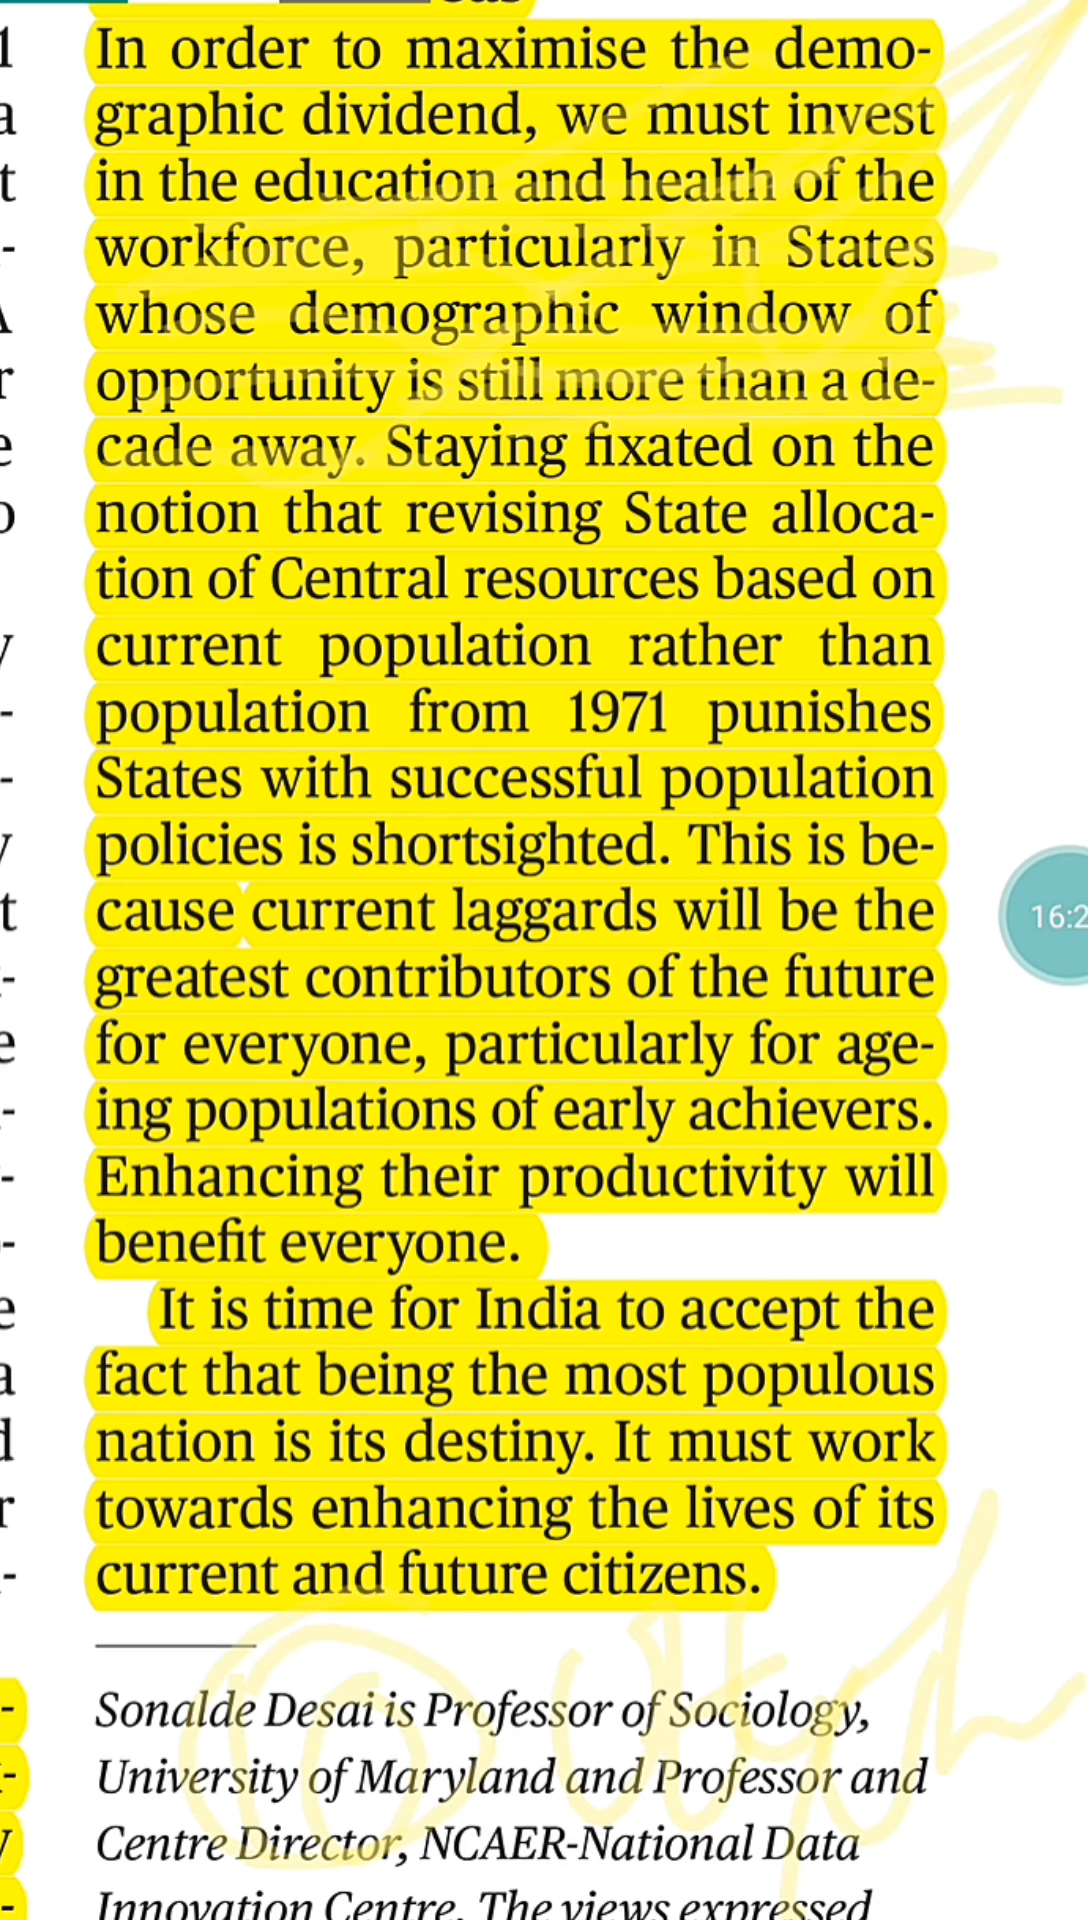 In order to maximise the demo-
graphic dividend, we must invest
in the education and health of the
workforce, particularly in States
whose demographic window of
opportunity is still more than a de-
cade away. Staying fixated on the
notion that revising State alloca-
tion of Central resources based on
current population rather than
population from 1971 punishes
States with successful population
policies is shortsighted. This is be-
cause current laggards will be the
greatest contributors of the future
for everyone, particularly for age-
ing populations of early achievers.
Enhancing their productivity will
benefit everyone.
It is time for India to accept the
fact that being the most populous
nation is its destiny. It must work
towards enhancing the lives of its
current and future citizens.
Sonalde Desai is Professor of Sociology,
University of Maryland and Professor and
Centre Director, NCAER-National Data
Innovation Centre. The views expressed